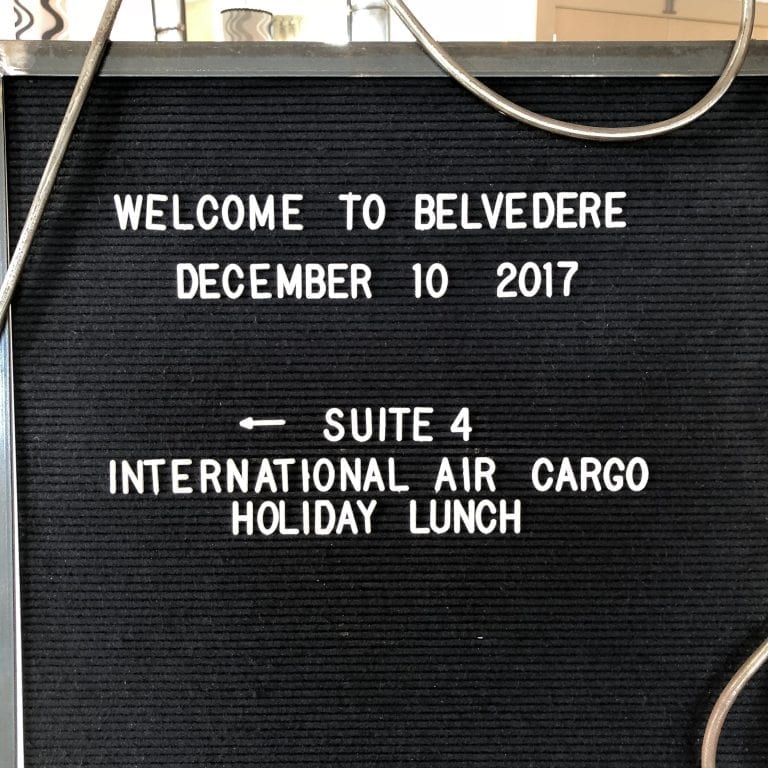 WELCOME TO BELVEDERE
DECEMBER 10 2017
← SUITE 4
INTERNATIONAL AIR CARGO
HOLIDAY LUNCH